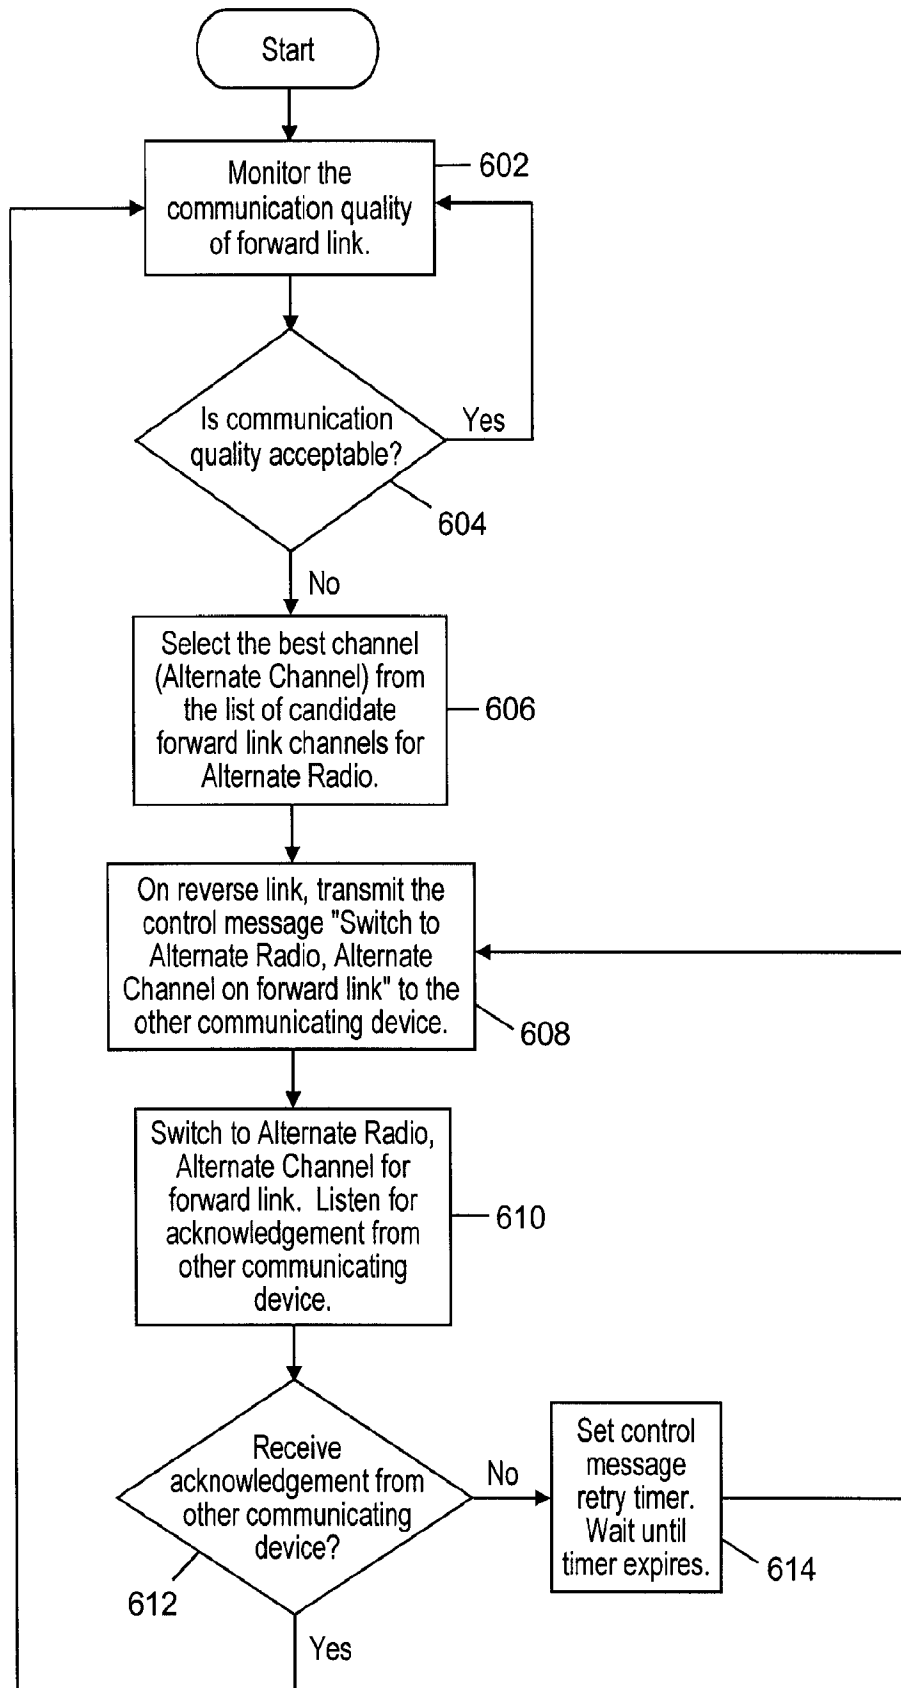 Start
Monitor the
communication quality
of forward link.
602
Is communication
quality acceptable?
Yes
604
No
Select the best channel
(Alternate Channel) from
the list of candidate
forward link channels for
Alternate Radio.
606
On reverse link, transmit the
control message "Switch to
Alternate Radio, Alternate
Channel on forward link" to the
other communicating device.
608
Switch to Alternate Radio,
Alternate Channel for
forward link. Listen for
acknowledgement from
other communicating
device.
610
Receive
acknowledgement from
other communicating
device?
No
612
Yes
Set control
message
retry timer.
Wait until
timer expires.
614